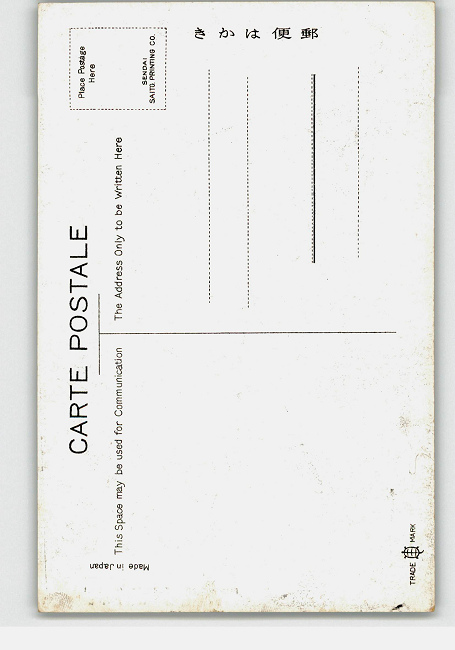 郵便はかき
CARTE POSTALE
Place Postage
Here
SENDAI
SAITO PRINTING CO.
This Space may be used for Communication
The Address Only to be Written Here
Made in Japan
TRADE MARK